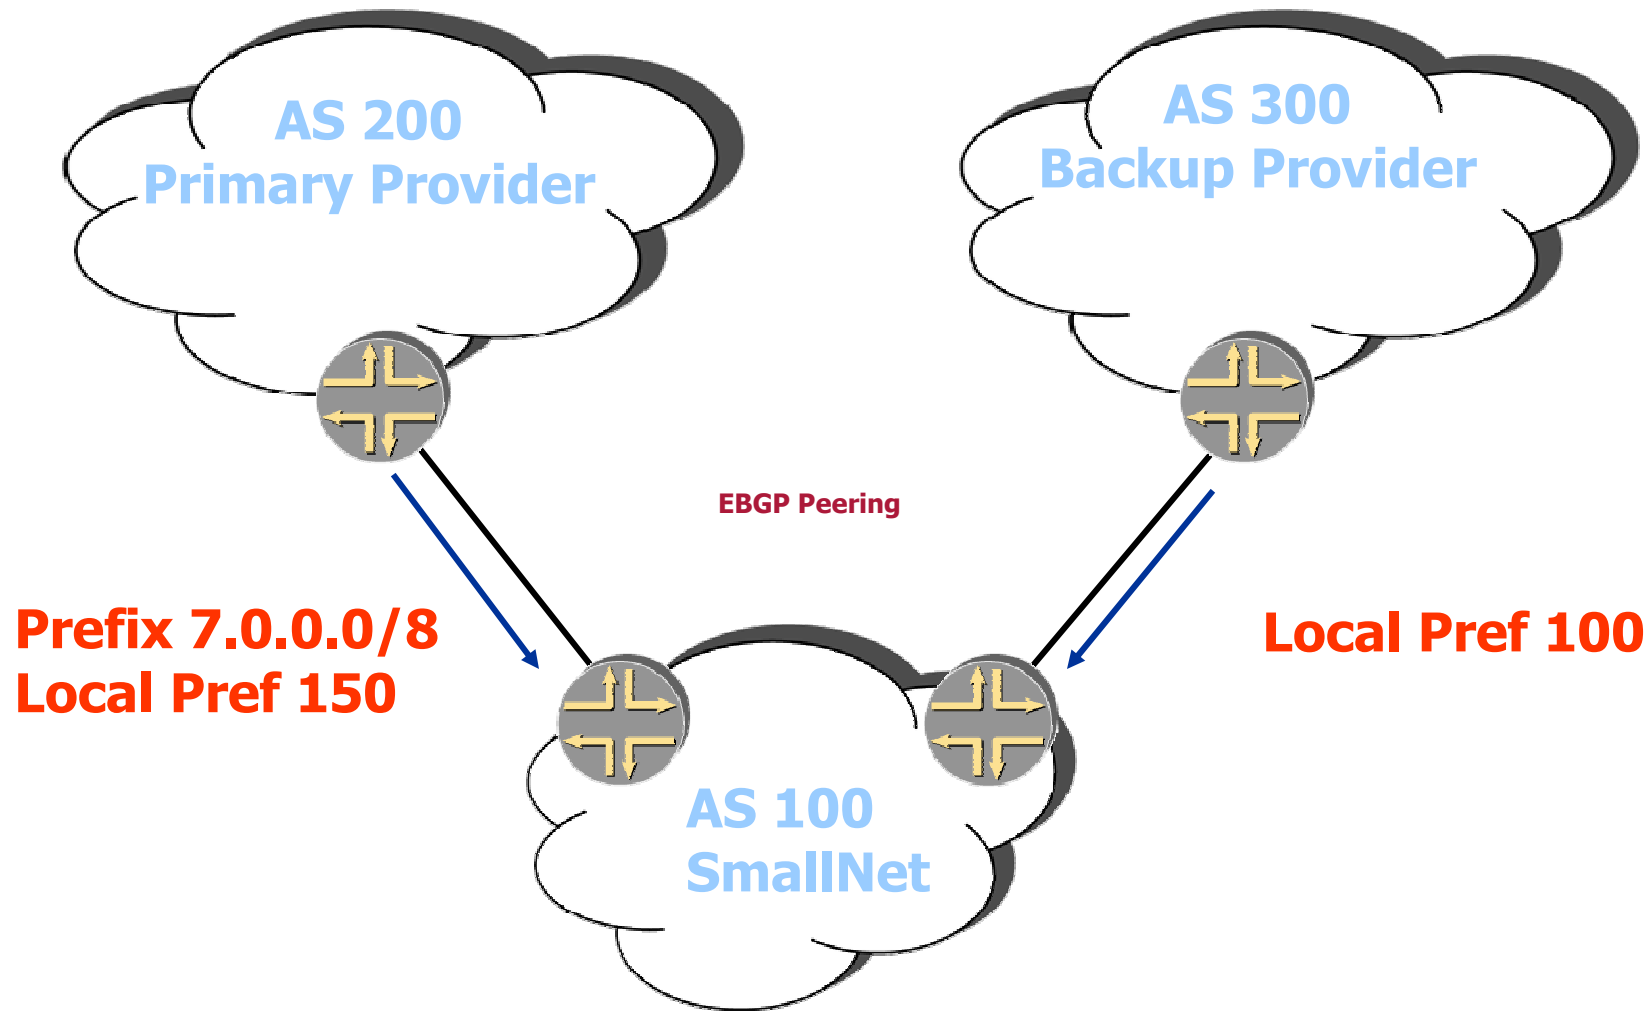 AS 200
Primary Provider
AS 300
Backup Provider
EBGP Peering
Prefix 7.0.0.0/8
Local Pref 150
Local Pref 100
AS 100
SmallNet